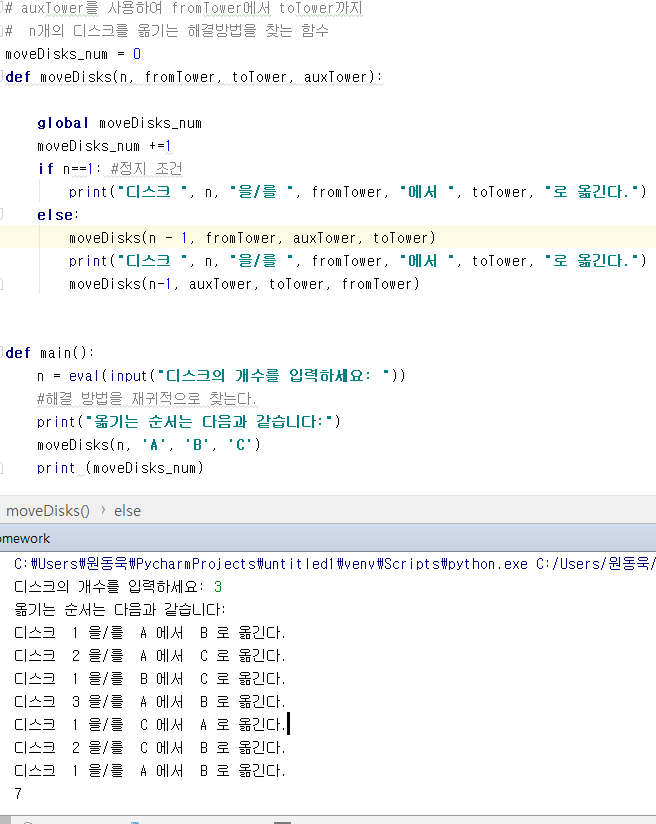 # auxTower를 사용하여 fromTower에서 toTower까지
# n개의 디스크를 옮기는 해결방법을 찾는 함수
moveDisks_num = 0
def moveDisks(n, fromTower, toTower, auxTower):
global moveDisks_num
moveDisks_num +=1
if n==1: #정지 조건
print("디스크 ", n, "을/를 ", fromTower, "에서 ", toTower, "로 옮긴다.")
else:
moveDisks(n - 1, fromTower, auxTower, toTower)
print("디스크 ", n, "을/를 ", fromTower, "에서 ", toTower, "로 옮긴다.")
moveDisks(n-1, auxTower, toTower, fromTower)
def main():
n = eval(input("디스크의 개수를 입력하세요: "))
#해결 방법을 재귀적으로 찾는다.
print("옮기는 순서는 다음과 같습니다:")
moveDisks(n, 'A', 'B', 'C')
print (moveDisks_num)
moveDisks() › else
omework
C:₩Users₩원동욱₩PycharmProjects₩untitled1₩venv₩Scripts₩python.exe C:/Users/원동욱/
디스크의 개수를 입력하세요: 3
옮기는 순서는 다음과 같습니다:
디스크 1 을/를 A 에서 B 로 옮긴다.
디스크 2 을/를 A 에서 C 로 옮긴다.
디스크 1 을/를 B 에서 C 로 옮긴다.
디스크 3 을/를 A 에서 B 로 옮긴다.
디스크 1 을/를 C 에서 A 로 옮긴다.
디스크 2 을/를 C 에서 B 로 옮긴다.
디스크 1 을/를 A 에서 B 로 옮긴다.
7